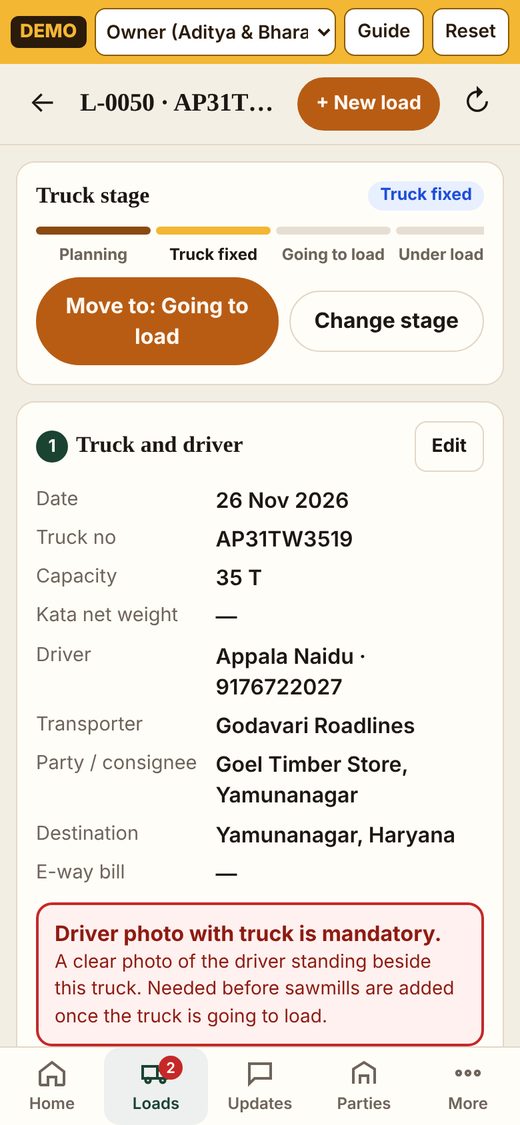 DEMO
Owner (Aditya & Bhara
Guide
Reset
L-0050 · AP31T...
+ New load
Truck stage
Truck fixed
Planning
Truck fixed
Going to load
Under load
Move to: Going to
load
Change stage
1
Truck and driver
Edit
Date
26 Nov 2026
Truck no
AP31TW3519
Capacity
35 T
Kata net weight
—
Driver
Appala Naidu ·
9176722027
Transporter
Godavari Roadlines
Party / consignee
Goel Timber Store,
Yamunanagar
Destination
Yamunanagar, Haryana
E-way bill
—
Driver photo with truck is mandatory.
A clear photo of the driver standing beside
this truck. Needed before sawmills are added
once the truck is going to load.
2
Home
Loads
Updates
Parties
More